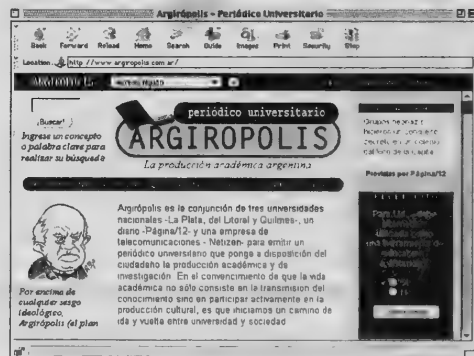 Argirópolis - Periódico Universitario
Back Forward Reload Home Search Guide Images Print Security Stop
Location: http://www.argropolis.com.ar/
¡Buscar!
Ingrese un concepto
o palabra clave para
realizar su búsqueda
periódico universitario
ARGIROPOLIS
La producción académica argentina
Provistas por Página/12
Argirópolis es la conjunción de tres universidades
nacionales -La Plata, del Litoral y Quilmes-, un
diario -Página/12- y una empresa de
telecomunicaciones - Netizen- para emitir un
periódico universitario que ponga a disposición del
ciudadano la producción académica y de
investigación. En el convencimiento de que la vida
académica no sólo consiste en la transmisión del
conocimiento sino en participar activamente en la
producción cultural, es que iniciamos un camino de
ida y vuelta entre universidad y sociedad
Por encima de
cualquier sesgo
ideológico,
Argirópolis (el plan